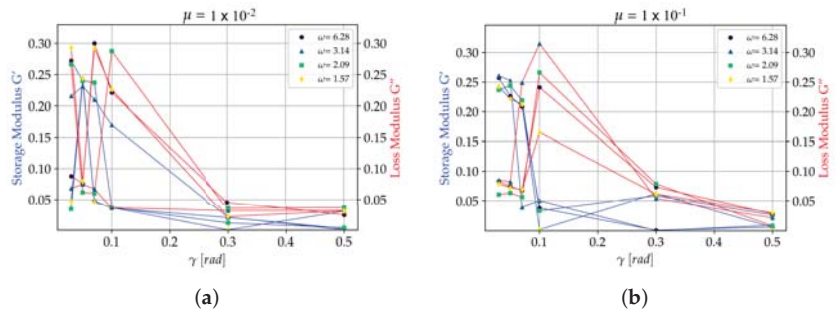 μ = 1 x 10⁻²
Storage Modulus G′
0.30
0.25
0.20
0.15
0.10
0.05
ω= 6.28
ω= 3.14
ω= 2.09
ω= 1.57
0.30
0.25
0.20
0.15
0.10
0.05
Loss Modulus G″
0.1
0.2
0.3
0.4
0.5
γ [rad]
(a)
μ = 1 x 10⁻¹
Storage Modulus G′
0.35
0.30
0.25
0.20
0.15
0.10
0.05
ω= 6.28
ω= 3.14
ω= 2.09
ω= 1.57
0.30
0.25
0.20
0.15
0.10
0.05
Loss Modulus G″
0.1
0.2
0.3
0.4
0.5
γ [rad]
(b)